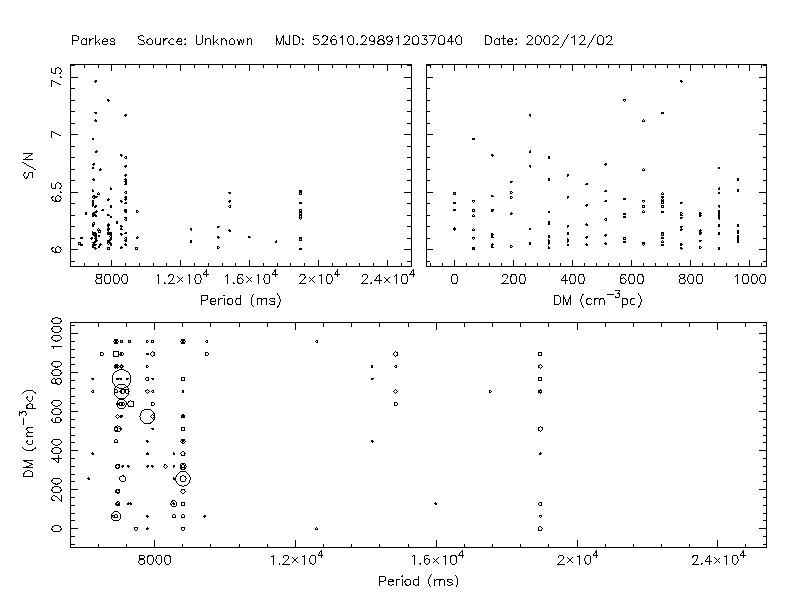 Parkes Source: Unknown MJD: 52610.298912037040 Date: 2002/12/02
7.5
7
6.5
6
S/N
8000 1.2×10⁴ 1.6×10⁴ 2×10⁴ 2.4×10⁴
Period (ms)
0 200 400 600 800 1000
DM (cm⁻³pc)
1000
800
600
400
200
0
DM (cm⁻³pc)
8000 1.2×10⁴ 1.6×10⁴ 2×10⁴ 2.4×10⁴
Period (ms)